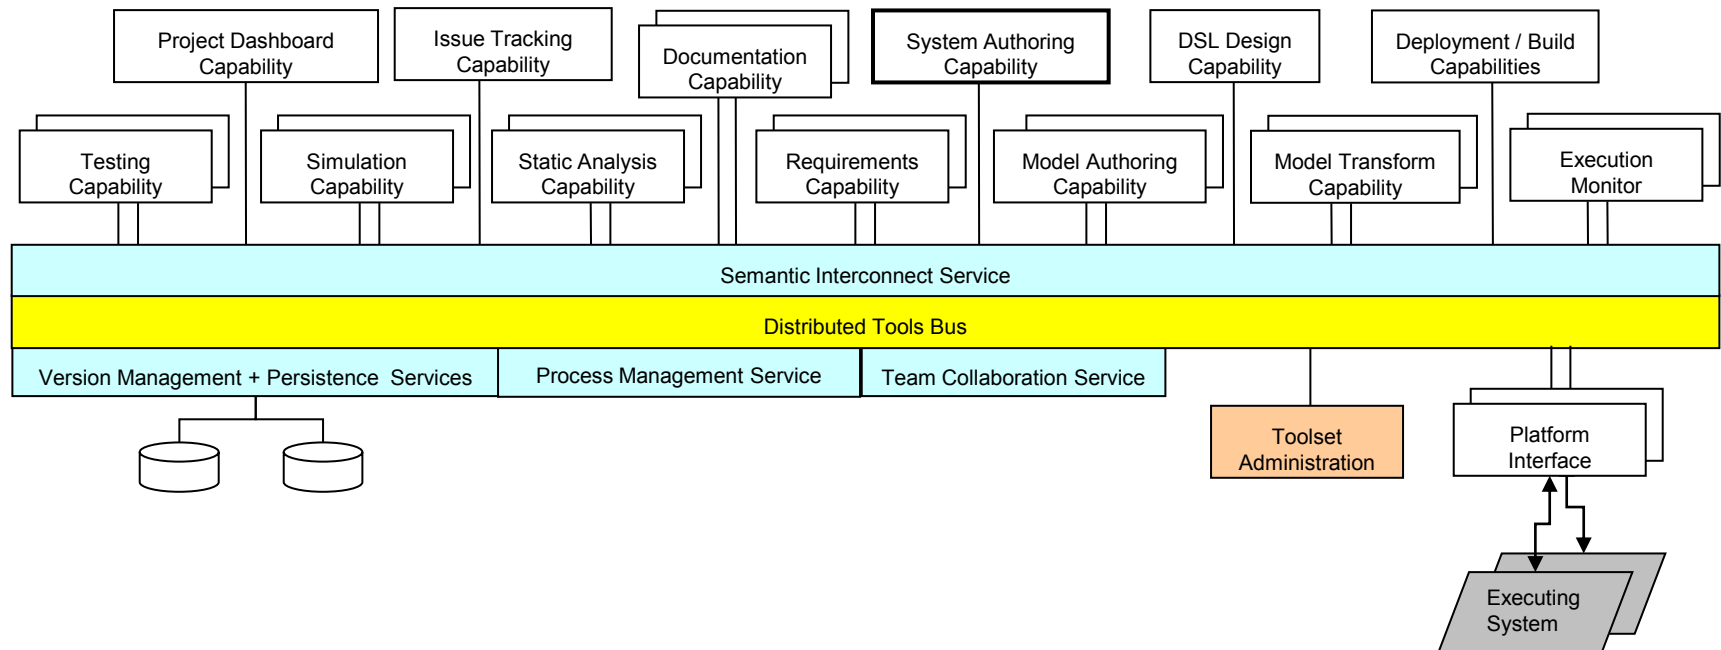 Project Dashboard
Capability
Issue Tracking
Capability
Documentation
Capability
System Authoring
Capability
DSL Design
Capability
Deployment / Build
Capabilities
Testing
Capability
Simulation
Capability
Static Analysis
Capability
Requirements
Capability
Model Authoring
Capability
Model Transform
Capability
Execution
Monitor
Semantic Interconnect Service
Distributed Tools Bus
Version Management + Persistence Services
Process Management Service
Team Collaboration Service
Toolset
Administration
Platform
Interface
Executing
System